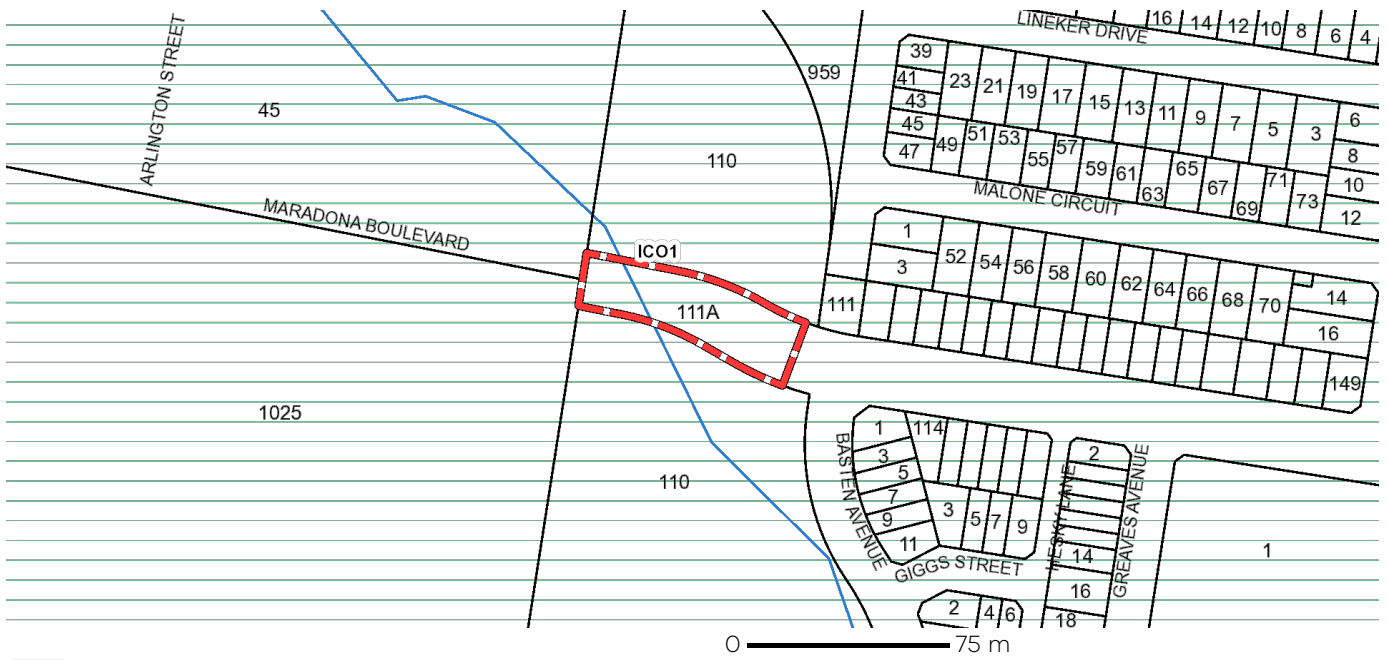 LINEKER DRIVE
16 14 12 10 8 6 4
ARLINGTON STREET
45
959
110
39
41
43
45
47
23 21 19 17 15 13 11 9 7 5 3
6
8
10
12
49 51 53 55 57 59 61 63 65 67 69 71 73
MALONE CIRCUIT
MARADONA BOULEVARD
ICO1
111A
1
3
52 54 56 58 60 62 64 66 68 70
14
16
111
149
1025
110
BASTEN AVENUE
1
3
5
7
9
11
114
3 5 7 9
GIGGS STREET
HESKY LANE
2
14
16
18
GREAVES AVENUE
1
2 4 6
0 75 m